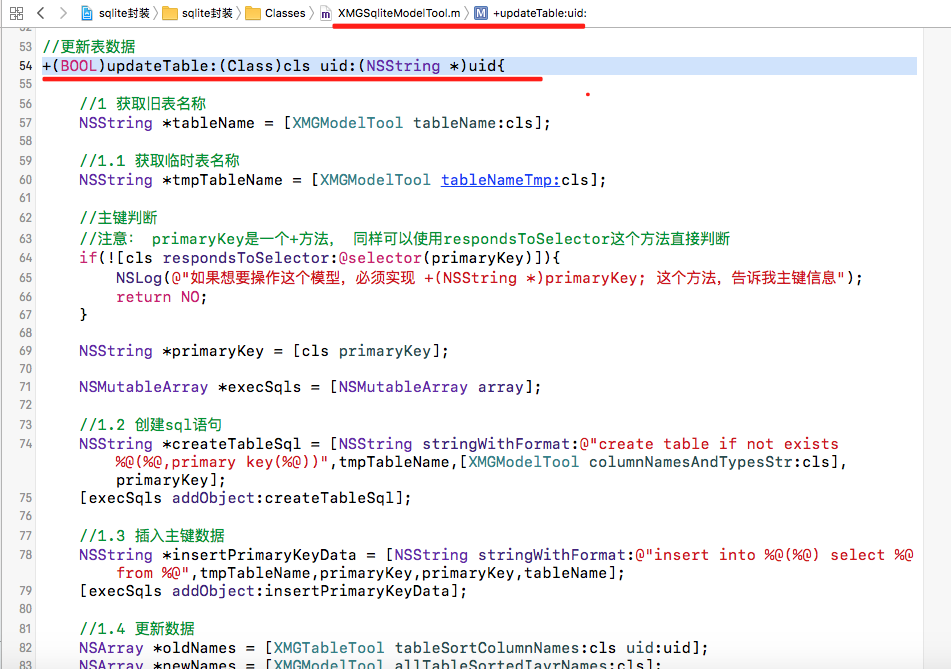 sqlite封装 sqlite封装 Classes m XMGSqliteModelTool.m M +updateTable:uid:
53 //更新表数据
54 +(BOOL)updateTable:(Class)cls uid:(NSString *)uid{
55
56 //1 获取旧表名称
57 NSString *tableName = [XMGModelTool tableName:cls];
58
59 //1.1 获取临时表名称
60 NSString *tmpTableName = [XMGModelTool tableNameTmp:cls];
61
62 //主键判断
63 //注意: primaryKey是一个+方法, 同样可以使用respondsToSelector这个方法直接判断
64 if(![cls respondsToSelector:@selector(primaryKey)]){
65 NSLog(@"如果想要操作这个模型,必须实现 +(NSString *)primaryKey; 这个方法,告诉我主键信息");
66 return NO;
67 }
68
69 NSString *primaryKey = [cls primaryKey];
70
71 NSMutableArray *execSqls = [NSMutableArray array];
72
73 //1.2 创建sql语句
74 NSString *createTableSql = [NSString stringWithFormat:@"create table if not exists
%@(%@,primary key(%@))",tmpTableName,[XMGModelTool columnNamesAndTypesStr:cls],
primaryKey];
75 [execSqls addObject:createTableSql];
76
77 //1.3 插入主键数据
78 NSString *insertPrimaryKeyData = [NSString stringWithFormat:@"insert into %@(%@) select %@
from %@",tmpTableName,primaryKey,primaryKey,tableName];
79 [execSqls addObject:insertPrimaryKeyData];
80
81 //1.4 更新数据
82 NSArray *oldNames = [XMGTableTool tableSortColumnNames:cls uid:uid];
83 NSArray *newNames = [XMGModelTool allTableSortedIavrNames:cls];